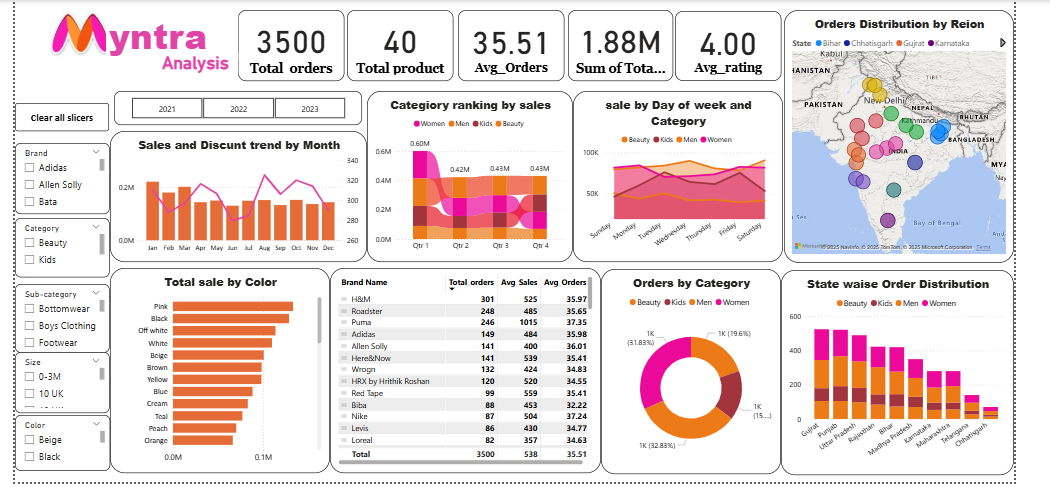 Myntra
Analysis
3500
Total orders
40
Total product
35.51
Avg_Orders
1.88M
Sum of Tota...
4.00
Avg_rating
Orders Distribution by Reion
State Bihar Chhatisgarh Gujrat Karnataka
Kabul
HANISTAN
TIBET
PAKISTAN
New Delhi
NEPAL
Kathmandu
BHUTAN
BANGLADESH
INDIA
MYA
Nay
Bay of Bengal
And
Sea
© 2025 Navinfo, © 2025 TomTom, © 2025 Microsoft Corporation Terms
Clear all slicers
2021
2022
2023
Brand
Adidas
Allen Solly
Bata
Category
Beauty
Kids
Sub-category
Bottomwear
Boys Clothing
Footwear
Size
0-3M
10 UK
Color
Beige
Black
Sales and Discunt trend by Month
0.2M
0.0M
340
320
300
280
260
Jan Feb Mar Apr May Jun Jul Aug Sep Oct Nov Dec
Catiegory ranking by sales
Women Men Kids Beauty
0.6M
0.4M
0.2M
0.0M
0.60M
0.42M
0.43M
0.43M
Qtr 1 Qtr 2 Qtr 3 Qtr 4
sale by Day of week and
Category
Beauty Kids Men Women
100K
50K
Sunday Monday Tuesday Wednesday Thursday Friday Saturday
Total sale by Color
Pink
Black
Off white
White
Beige
Brown
Yellow
Blue
Cream
Teal
Peach
Orange
0.0M 0.1M
Brand Name Total orders Avg Sales Avg Orders
H&M 301 525 35.97
Roadster 248 485 35.65
Puma 246 1015 37.35
Adidas 149 484 35.98
Allen Solly 141 400 36.01
Here&Now 141 539 35.41
Wrogn 132 424 34.83
HRX by Hrithik Roshan 120 520 34.55
Red Tape 99 559 35.41
Biba 88 453 32.22
Nike 87 504 37.24
Levis 86 430 34.77
Loreal 82 357 34.63
Total 3500 538 35.51
Orders by Category
Beauty Kids Men Women
1K
(31.83%)
1K (19.6%)
1K
(15....)
1K (32.83%)
State waise Order Distribution
Beauty Kids Men Women
600
400
200
0
Gujrat Punjab Uttar Pradesh Rajasthan Bihar Madhya Pradesh Karnataka Maharashtra Telangana Chhatisgarh